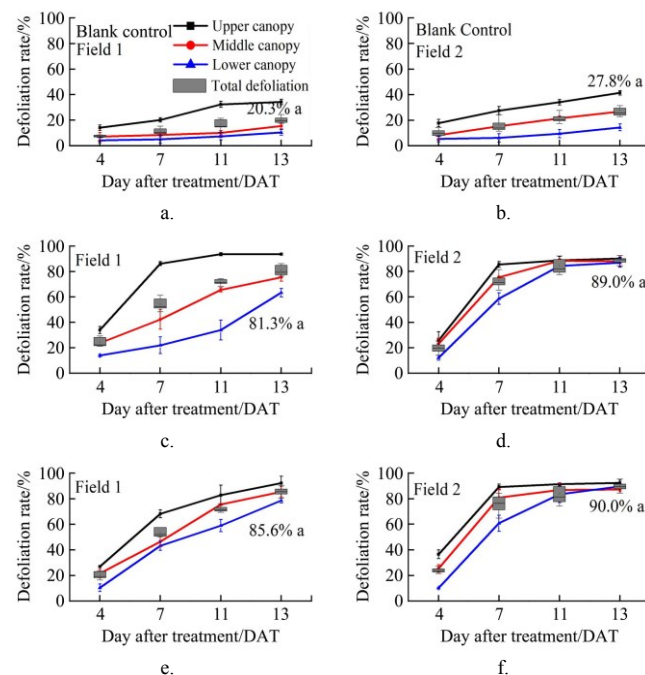 Blank control
Field 1
Upper canopy
Middle canopy
Lower canopy
Total defoliation
20.3% a
Defoliation rate/%
100
80
60
40
20
0
4 7 11 13
Day after treatment/DAT
a.
Blank Control
Field 2
27.8% a
Defoliation rate/%
100
80
60
40
20
0
4 7 11 13
Day after treatment/DAT
b.
Field 1
81.3% a
Defoliation rate/%
100
80
60
40
20
0
4 7 11 13
Day after treatment/DAT
c.
Field 2
89.0% a
Defoliation rate/%
100
80
60
40
20
0
4 7 11 13
Day after treatment/DAT
d.
Field 1
85.6% a
Defoliation rate/%
100
80
60
40
20
0
4 7 11 13
Day after treatment/DAT
e.
Field 2
90.0% a
Defoliation rate/%
100
80
60
40
20
0
4 7 11 13
Day after treatment/DAT
f.